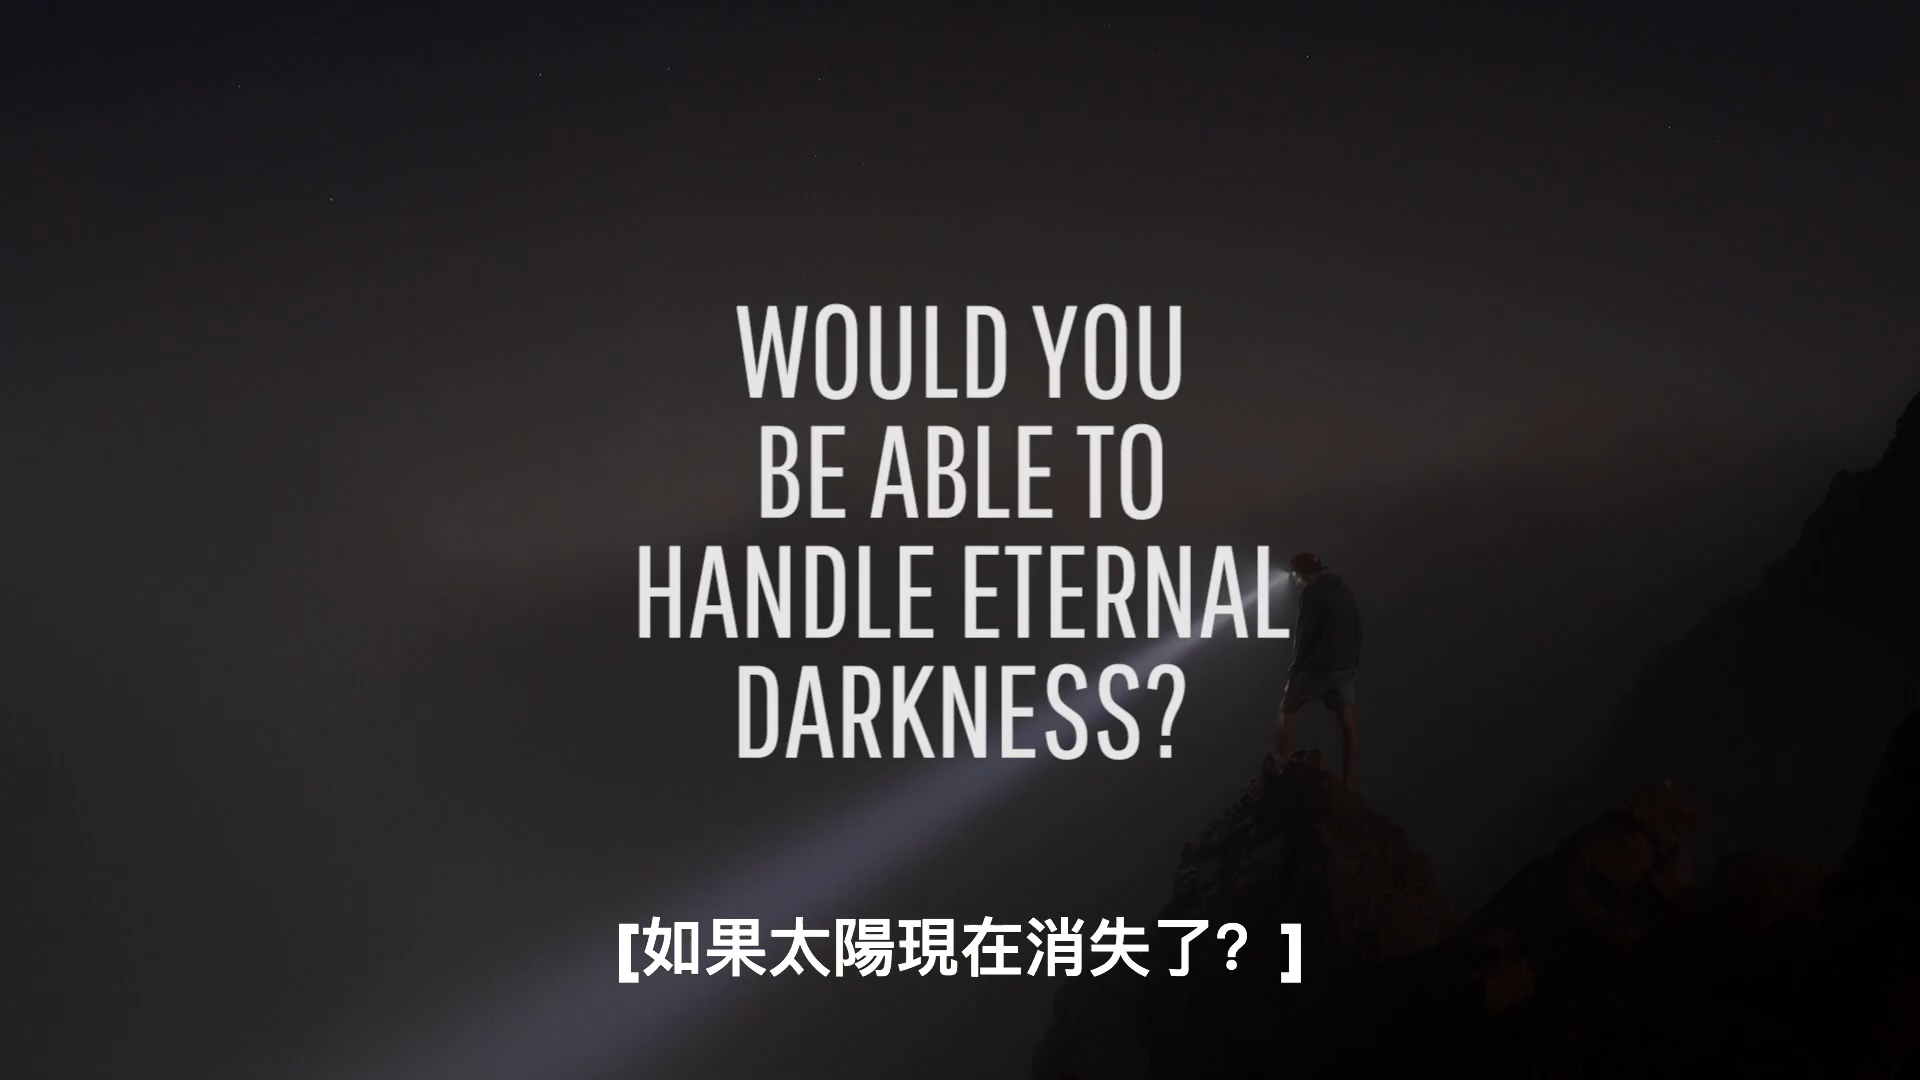 WOULD YOU
BE ABLE TO
HANDLE ETERNAL
DARKNESS?
[如果太陽現在消失了？]